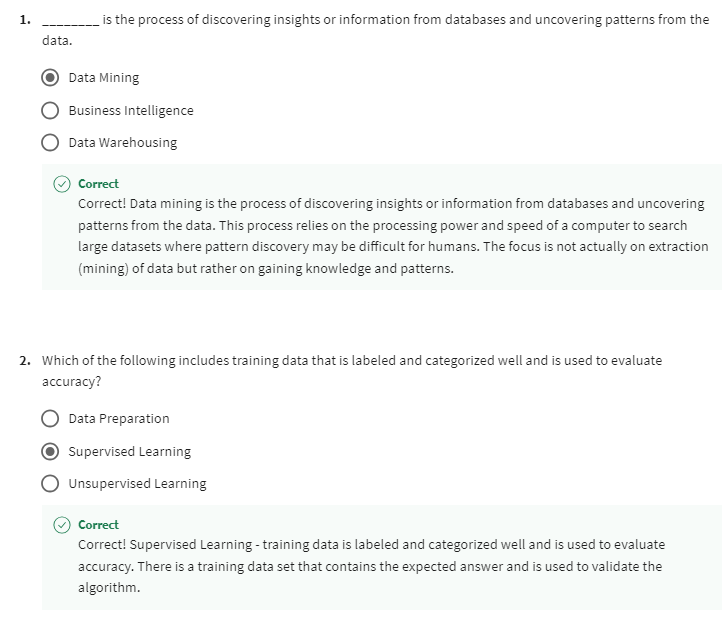 1. ________ is the process of discovering insights or information from databases and uncovering patterns from the
data.
Data Mining
Business Intelligence
Data Warehousing
Correct
Correct! Data mining is the process of discovering insights or information from databases and uncovering
patterns from the data. This process relies on the processing power and speed of a computer to search
large datasets where pattern discovery may be difficult for humans. The focus is not actually on extraction
(mining) of data but rather on gaining knowledge and patterns.
2. Which of the following includes training data that is labeled and categorized well and is used to evaluate
accuracy?
Data Preparation
Supervised Learning
Unsupervised Learning
Correct
Correct! Supervised Learning - training data is labeled and categorized well and is used to evaluate
accuracy. There is a training data set that contains the expected answer and is used to validate the
algorithm.